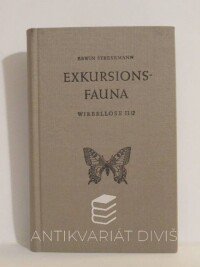 ERWIN STRESEMANN
EXKURSIONS-
FAUNA
WIRBELLOSE II/2
ANTIKVARIÁT DIVIŠ